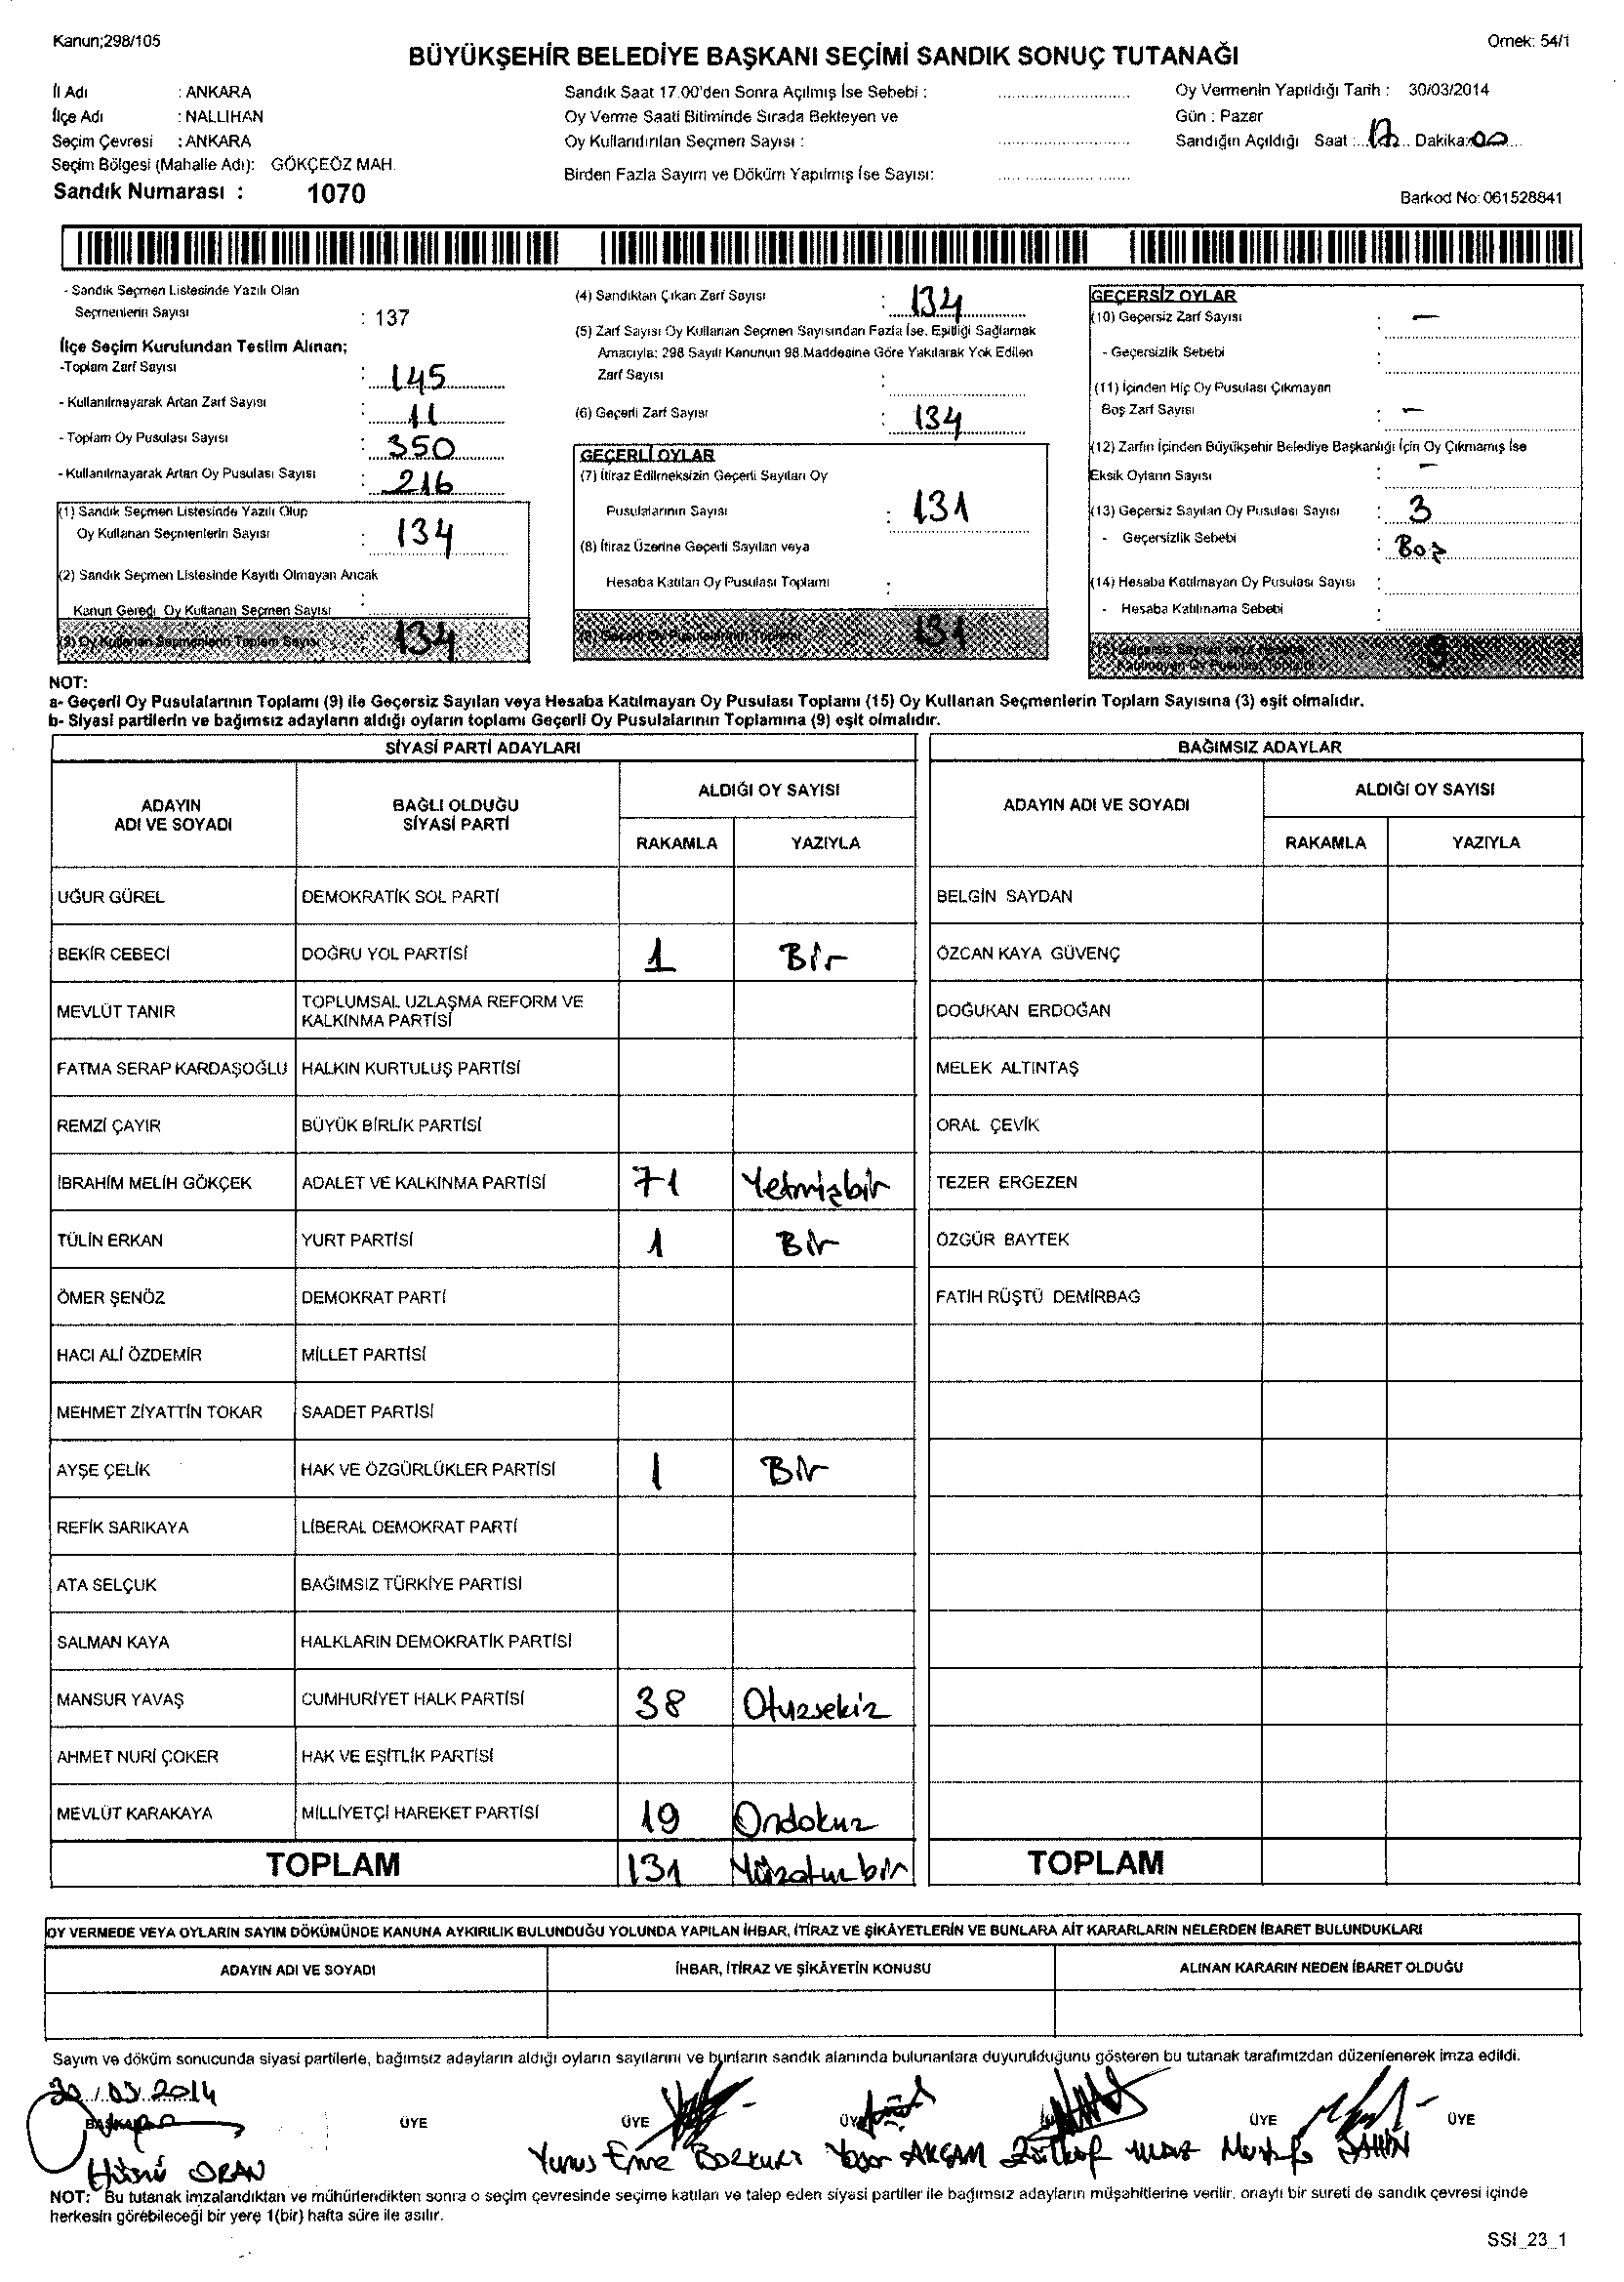 Kanun;298/105
Örnek: 54/1
BÜYÜKŞEHİR BELEDİYE BAŞKANI SEÇİMİ SANDIK SONUÇ TUTANAĞI
İl Adı : ANKARA
İlçe Adı : NALLIHAN
Seçim Çevresi : ANKARA
Seçim Bölgesi (Mahalle Adı): GÖKÇEÖZ MAH.
Sandık Numarası : 1070
Sandık Saat 17.00'den Sonra Açılmış İse Sebebi :
Oy Verme Saati Bitiminde Sırada Bekleyen ve
Oy Kullandırılan Seçmen Sayısı :
Birden Fazla Sayım ve Döküm Yapılmış İse Sayısı:
Oy Vermenin Yapıldığı Tarih : 30/03/2014
Gün : Pazar
Sandığın Açıldığı Saat : 17 Dakika: 00
Barkod No: 061528841
- Sandık Seçmen Listesinde Yazılı Olan
Seçmenlerin Sayısı : 137
İlçe Seçim Kurulundan Teslim Alınan;
-Toplam Zarf Sayısı : 145
- Kullanılmayarak Artan Zarf Sayısı : 11
- Toplam Oy Pusulası Sayısı : 350
- Kullanılmayarak Artan Oy Pusulası Sayısı : 216
(1) Sandık Seçmen Listesinde Yazılı Olup
Oy Kullanan Seçmenlerin Sayısı : 134
(2) Sandık Seçmen Listesinde Kayıtlı Olmayan Ancak
Kanun Gereği Oy Kullanan Seçmen Sayısı :
(3) Oy Kullanan Seçmenlerin Toplam Sayısı 134
(4) Sandıktan Çıkan Zarf Sayısı : 134
(5) Zarf Sayısı Oy Kullanan Seçmen Sayısından Fazla İse, Eşitliği Sağlamak
Amacıyla; 298 Sayılı Kanunun 98.Maddesine Göre Yakılarak Yok Edilen
Zarf Sayısı :
(6) Geçerli Zarf Sayısı : 134
GEÇERLİ OYLAR
(7) İtiraz Edilmeksizin Geçerli Sayılan Oy
Pusulalarının Sayısı : 131
(8) İtiraz Üzerine Geçerli Sayılan veya
Hesaba Katılan Oy Pusulası Toplamı :
(9) Geçerli Oy Pusulalarının Toplamı 131
GEÇERSİZ OYLAR
(10) Geçersiz Zarf Sayısı : —
- Geçersizlik Sebebi :
(11) İçinden Hiç Oy Pusulası Çıkmayan
Boş Zarf Sayısı : —
(12) Zarfın İçinden Büyükşehir Belediye Başkanlığı İçin Oy Çıkmamış İse
Eksik Oyların Sayısı : —
(13) Geçersiz Sayılan Oy Pusulası Sayısı : 3
- Geçersizlik Sebebi : Boş
(14) Hesaba Katılmayan Oy Pusulası Sayısı :
- Hesaba Katılmama Sebebi :
(15) Geçersiz Sayılan veya Hesaba
Katılmayan Oy Pusulası Toplamı 3
NOT:
a- Geçerli Oy Pusulalarının Toplamı (9) ile Geçersiz Sayılan veya Hesaba Katılmayan Oy Pusulası Toplamı (15) Oy Kullanan Seçmenlerin Toplam Sayısına (3) eşit olmalıdır.
b- Siyasi partilerin ve bağımsız adayların aldığı oyların toplamı Geçerli Oy Pusulalarının Toplamına (9) eşit olmalıdır.
SİYASİ PARTİ ADAYLARI
ADAYIN ADI VE SOYADI
BAĞLI OLDUĞU SİYASİ PARTİ
ALDIĞI OY SAYISI
RAKAMLA YAZIYLA
UĞUR GÜREL DEMOKRATİK SOL PARTİ
BEKİR CEBECİ DOĞRU YOL PARTİSİ 1 Bir
MEVLÜT TANIR TOPLUMSAL UZLAŞMA REFORM VE
KALKINMA PARTİSİ
FATMA SERAP KARDAŞOĞLU HALKIN KURTULUŞ PARTİSİ
REMZİ ÇAYIR BÜYÜK BİRLİK PARTİSİ
İBRAHİM MELİH GÖKÇEK ADALET VE KALKINMA PARTİSİ 71 Yetmişbir
TÜLİN ERKAN YURT PARTİSİ 1 Bir
ÖMER ŞENÖZ DEMOKRAT PARTİ
HACI ALİ ÖZDEMİR MİLLET PARTİSİ
MEHMET ZİYATTİN TOKAR SAADET PARTİSİ
AYŞE ÇELİK HAK VE ÖZGÜRLÜKLER PARTİSİ 1 Bir
REFİK SARIKAYA LİBERAL DEMOKRAT PARTİ
ATA SELÇUK BAĞIMSIZ TÜRKİYE PARTİSİ
SALMAN KAYA HALKLARIN DEMOKRATİK PARTİSİ
MANSUR YAVAŞ CUMHURİYET HALK PARTİSİ 38 Otuzsekiz
AHMET NURİ ÇOKER HAK VE EŞİTLİK PARTİSİ
MEVLÜT KARAKAYA MİLLİYETÇİ HAREKET PARTİSİ 19 Ondokuz
TOPLAM 131 Yüzotuzbir
BAĞIMSIZ ADAYLAR
ADAYIN ADI VE SOYADI
ALDIĞI OY SAYISI
RAKAMLA YAZIYLA
BELGİN SAYDAN
ÖZCAN KAYA GÜVENÇ
DOĞUKAN ERDOĞAN
MELEK ALTINTAŞ
ORAL ÇEVİK
TEZER ERGEZEN
ÖZGÜR BAYTEK
FATİH RÜŞTÜ DEMİRBAĞ
TOPLAM
OY VERMEDE VEYA OYLARIN SAYIM DÖKÜMÜNDE KANUNA AYKIRILIK BULUNDUĞU YOLUNDA YAPILAN İHBAR, İTİRAZ VE ŞİKÂYETLERİN VE BUNLARA AİT KARARLARIN NELERDEN İBARET BULUNDUKLARI
ADAYIN ADI VE SOYADI
İHBAR, İTİRAZ VE ŞİKÂYETİN KONUSU
ALINAN KARARIN NEDEN İBARET OLDUĞU
Sayım ve döküm sonucunda siyasi partilerle, bağımsız adayların aldığı oyların sayılarını ve bunların sandık alanında bulunanlara duyurulduğunu gösteren bu tutanak tarafımızdan düzenlenerek imza edildi.
30.03.2014
BAŞKAN ÜYE ÜYE ÜYE ÜYE ÜYE
Hüsnü ORAN Yunus Emre BOZKURT Yaşar AKSAM Mustafa ŞAHİN
NOT: Bu tutanak imzalandıktan ve mühürlendikten sonra o seçim çevresinde seçime katılan ve talep eden siyasi partiler ile bağımsız adayların müşahitlerine verilir, onaylı bir sureti de sandık çevresi içinde
herkesin görebileceği bir yere 1(bir) hafta süre ile asılır.
SSI_23_1